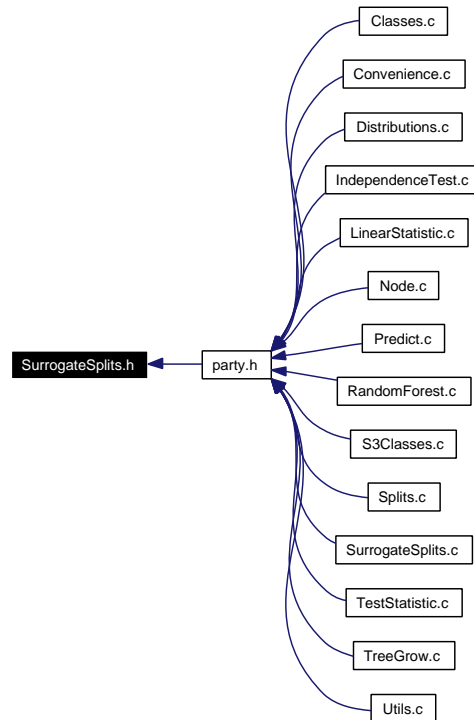 Classes.c
Convenience.c
Distributions.c
IndependenceTest.c
LinearStatistic.c
Node.c
Predict.c
SurrogateSplits.h
party.h
RandomForest.c
S3Classes.c
Splits.c
SurrogateSplits.c
TestStatistic.c
TreeGrow.c
Utils.c